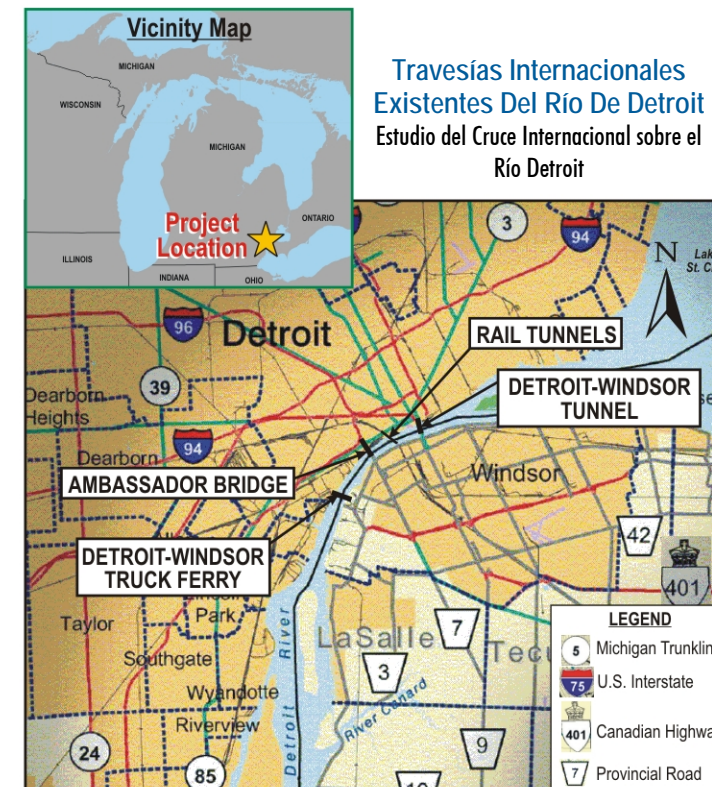 Vicinity Map
MICHIGAN
WISCONSIN
MICHIGAN
ONTARIO
Project
Location
ILLINOIS
INDIANA
OHIO
Travesías Internacionales
Existentes Del Río De Detroit
Estudio del Cruce Internacional sobre el
Río Detroit
3
94
N
St. C
96
Detroit
RAIL TUNNELS
39
DETROIT-WINDSOR
TUNNEL
Dearborn
Heights
94
Dearborn
AMBASSADOR BRIDGE
Windsor
42
DETROIT-WINDSOR
TRUCK FERRY
401
Park
Taylor
LaSalle
7
Southgate
3
Wyandotte
Riverview
Detroit River
River Canard
9
24
85
LEGEND
5 Michigan Trunklin
75 U.S. Interstate
401 Canadian Highwa
7 Provincial Road